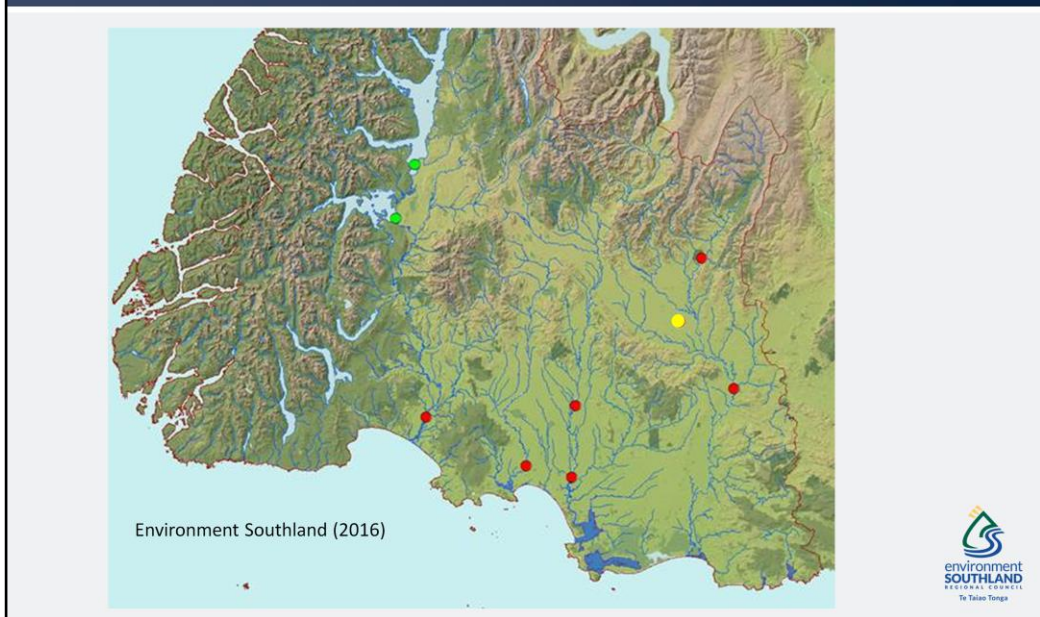 Environment Southland (2016)
environment
SOUTHLAND
REGIONAL COUNCIL
Te Taiao Tonga